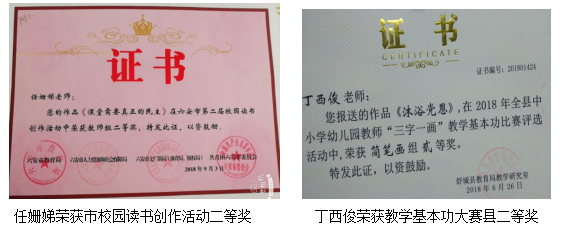 证书
任姗娣老师：
您的作品《课堂需要真正的民主》在六安市第二届校园读书
创作活动中荣获教师组二等奖，特发此证，以资鼓励。
六安市教育局
2018年9月3日
证书
CERTIFICATE
证书编号：201801424
丁西俊老师：
您报送的作品《沐浴党恩》，在2018年全县中
小学幼儿园教师“三字一画”教学基本功比赛评选
活动中，荣获简笔画组贰等奖。
特发此证，以资鼓励。
舒城县教育局教学研究室
2018年6月26日
任姗娣荣获市校园读书创作活动二等奖
丁西俊荣获教学基本功大赛县二等奖